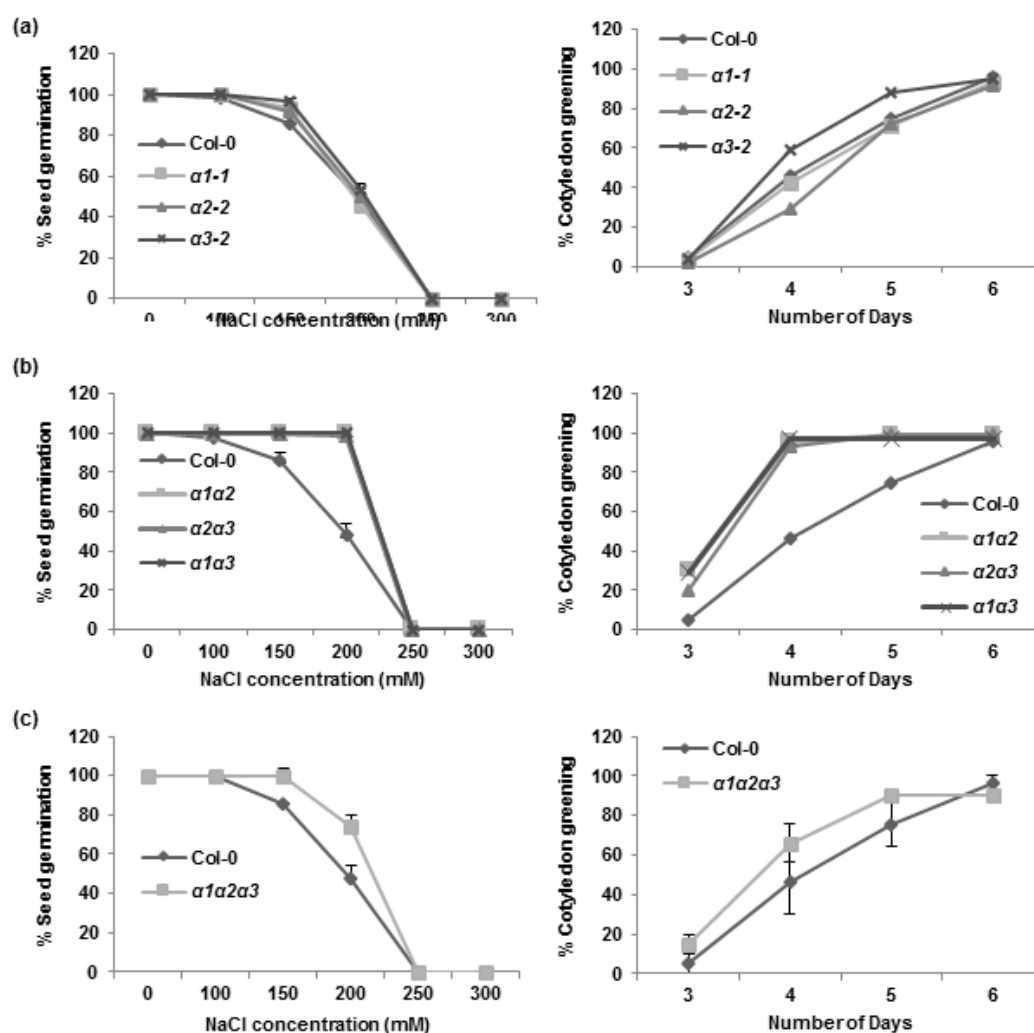 (a)
% Seed germination
120
100
80
60
40
20
0
Col-0
α1-1
α2-2
α3-2
0 100 150 200 250 300
NaCl concentration (mM)
% Cotyledon greening
120
100
80
60
40
20
0
Col-0
α1-1
α2-2
α3-2
3 4 5 6
Number of Days
(b)
% Seed germination
120
100
80
60
40
20
0
Col-0
α1α2
α2α3
α1α3
0 100 150 200 250 300
NaCl concentration (mM)
% Cotyledon greening
120
100
80
60
40
20
0
Col-0
α1α2
α2α3
α1α3
3 4 5 6
Number of Days
(c)
% Seed germination
120
100
80
60
40
20
0
Col-0
α1α2α3
0 100 150 200 250 300
NaCl concentration (mM)
% Cotyledon greening
120
100
80
60
40
20
0
Col-0
α1α2α3
3 4 5 6
Number of Days